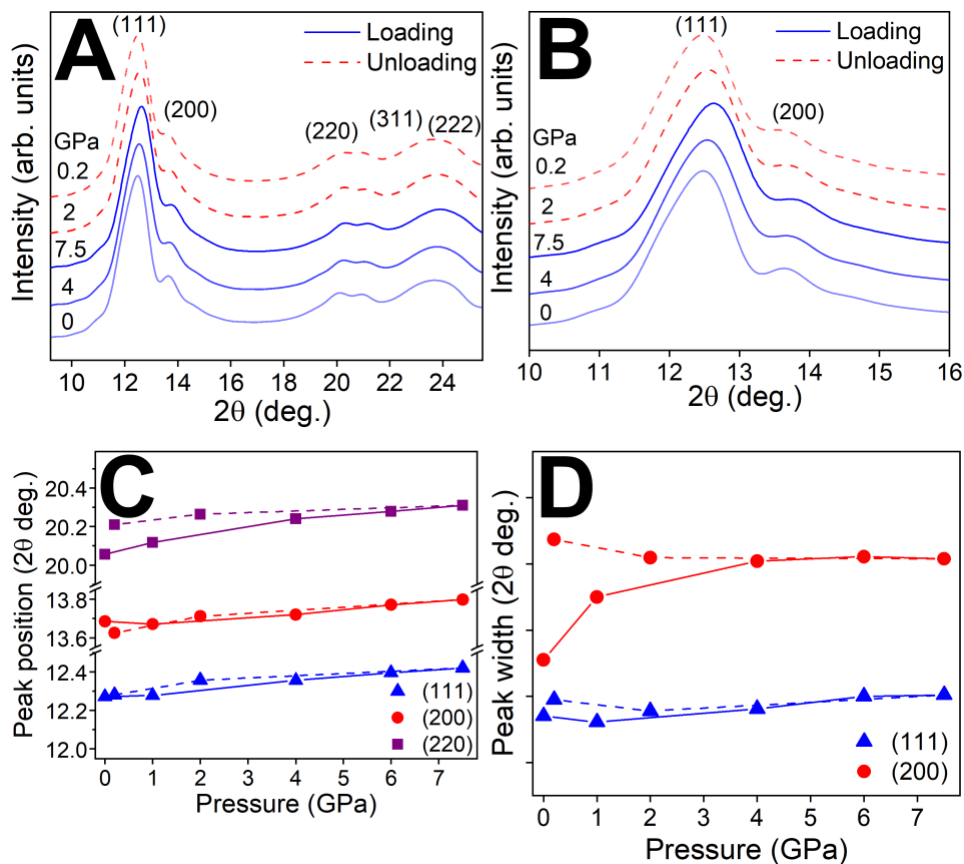 A
(111)
Loading
Unloading
(200)
(220)
(311)
(222)
GPa
0.2
2
7.5
4
0
Intensity (arb. units)
10 12 14 16 18 20 22 24
2θ (deg.)
B
(111)
Loading
Unloading
(200)
GPa
0.2
2
7.5
4
0
Intensity (arb. units)
10 11 12 13 14 15 16
2θ (deg.)
C
20.4
20.2
20.0
13.8
13.6
12.4
12.2
12.0
Peak position (2θ deg.)
(111)
(200)
(220)
0 1 2 3 4 5 6 7
Pressure (GPa)
D
Peak width (2θ deg.)
(111)
(200)
0 1 2 3 4 5 6 7
Pressure (GPa)